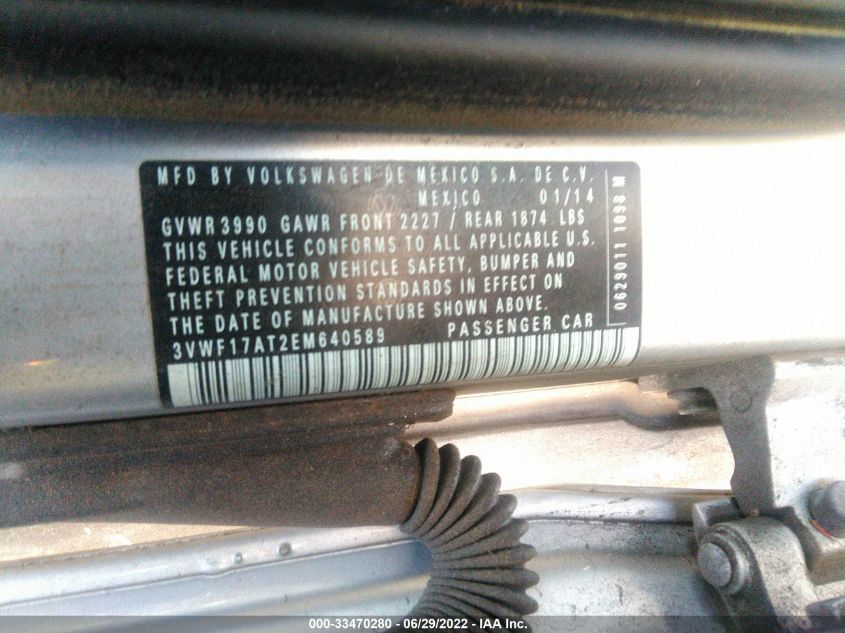 MFD BY VOLKSWAGEN DE MEXICO S.A. DE C.V.
MEXICO 01/14
GVWR 3990 GAWR FRONT 2227 / REAR 1874 LBS
THIS VEHICLE CONFORMS TO ALL APPLICABLE U.S.
FEDERAL MOTOR VEHICLE SAFETY, BUMPER AND
THEFT PREVENTION STANDARDS IN EFFECT ON
THE DATE OF MANUFACTURE SHOWN ABOVE.
3VWF17AT2EM640589 PASSENGER CAR
0629011 1098 M
000-33470280 - 06/29/2022 - IAA Inc.